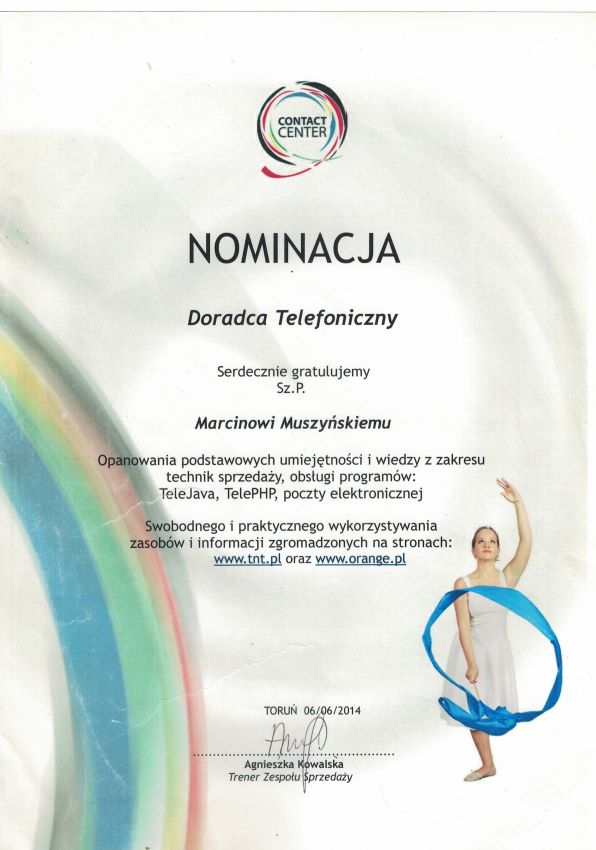 CONTACT
CENTER
NOMINACJA
Doradca Telefoniczny
Serdecznie gratulujemy
Sz.P.
Marcinowi Muszyńskiemu
Opanowania podstawowych umiejętności i wiedzy z zakresu
technik sprzedaży, obsługi programów:
TeleJava, TelePHP, poczty elektronicznej
Swobodnego i praktycznego wykorzystywania
zasobów i informacji zgromadzonych na stronach:
www.tnt.pl oraz www.orange.pl
TORUŃ 06/06/2014
Agnieszka Kowalska
Trener Zespołu Sprzedaży